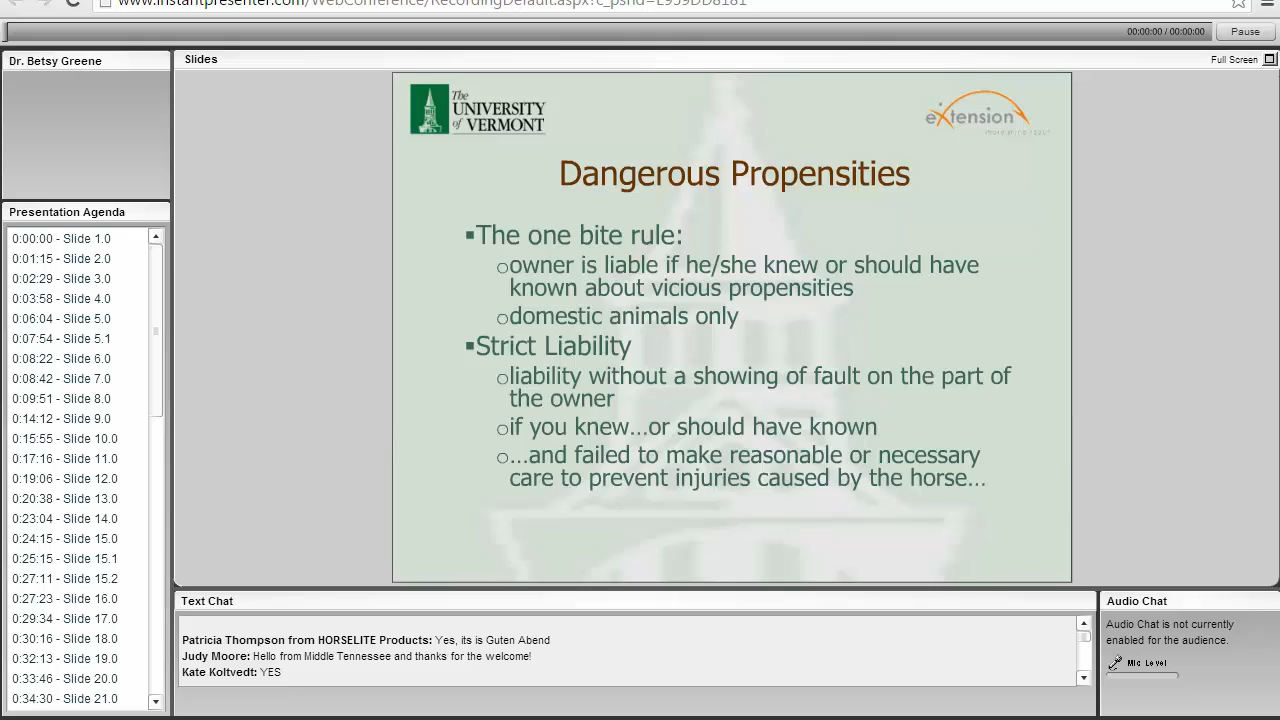 www.instantpresenter.com/WebConference/RecordingDefault.aspx?c_psrid=E959DD8181
00:00:00 / 00:00:00
Pause
Dr. Betsy Greene
Slides
Full Screen
The
UNIVERSITY
of VERMONT
eXtension
Dangerous Propensities
▪The one bite rule:
oowner is liable if he/she knew or should have
known about vicious propensities
odomestic animals only
▪Strict Liability
oliability without a showing of fault on the part of
the owner
oif you knew…or should have known
o…and failed to make reasonable or necessary
care to prevent injuries caused by the horse…
Presentation Agenda
0:00:00 - Slide 1.0
0:01:15 - Slide 2.0
0:02:29 - Slide 3.0
0:03:58 - Slide 4.0
0:06:04 - Slide 5.0
0:07:54 - Slide 5.1
0:08:22 - Slide 6.0
0:08:42 - Slide 7.0
0:09:51 - Slide 8.0
0:14:12 - Slide 9.0
0:15:55 - Slide 10.0
0:17:16 - Slide 11.0
0:19:06 - Slide 12.0
0:20:38 - Slide 13.0
0:23:04 - Slide 14.0
0:24:15 - Slide 15.0
0:25:15 - Slide 15.1
0:27:11 - Slide 15.2
0:27:23 - Slide 16.0
0:29:34 - Slide 17.0
0:30:16 - Slide 18.0
0:32:13 - Slide 19.0
0:33:46 - Slide 20.0
0:34:30 - Slide 21.0
Text Chat
Patricia Thompson from HORSELITE Products: Yes, its is Guten Abend
Judy Moore: Hello from Middle Tennessee and thanks for the welcome!
Kate Koltvedt: YES
Audio Chat
Audio Chat is not currently
enabled for the audience.
Mic Level